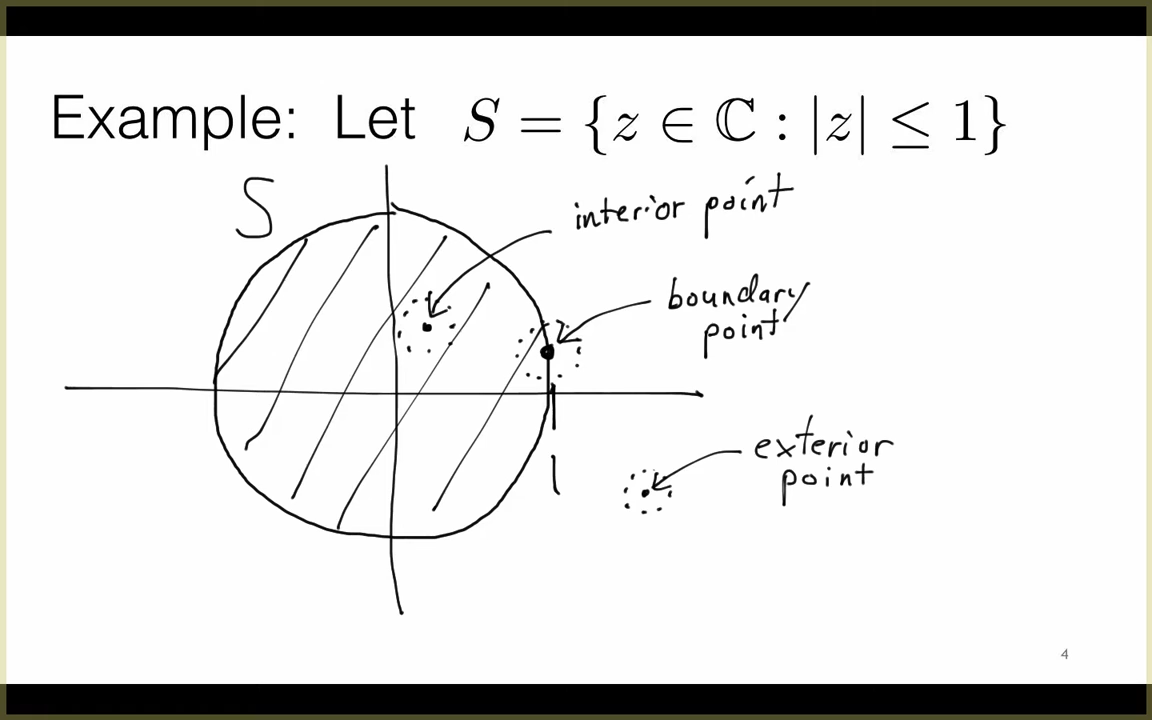 Example: Let S = {z ∈ ℂ : |z| ≤ 1}
S
interior point
boundary
point
1
exterior
point
4